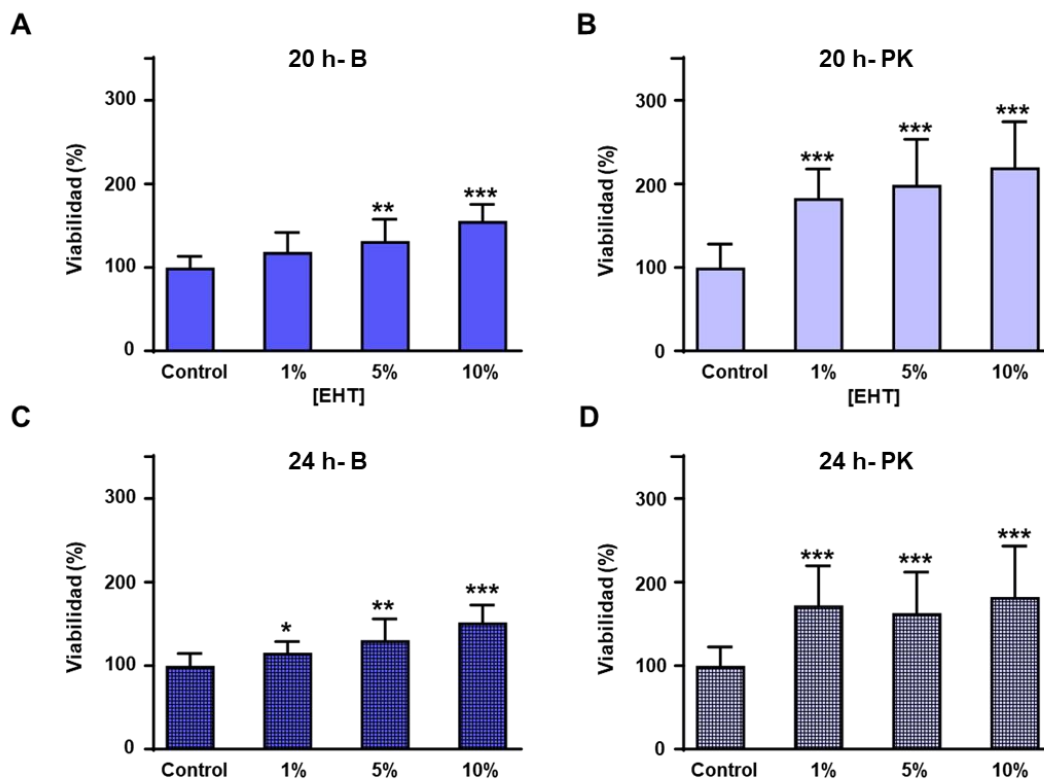 A
20 h- B
Viabilidad (%)
300
200
100
0
**
***
Control 1% 5% 10%
[EHT]
B
20 h- PK
Viabilidad (%)
300
200
100
0
***
***
***
Control 1% 5% 10%
[EHT]
C
24 h- B
Viabilidad (%)
300
200
100
0
*
**
***
Control 1% 5% 10%
D
24 h- PK
Viabilidad (%)
300
200
100
0
***
***
***
Control 1% 5% 10%